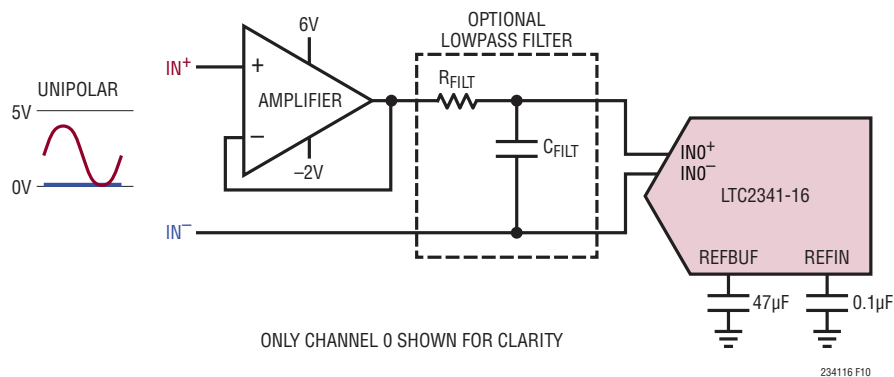 OPTIONAL
LOWPASS FILTER
6V
IN+
+
AMPLIFIER
−
–2V
RFILT
CFILT
UNIPOLAR
5V
0V
IN–
IN0+
IN0–
LTC2341-16
REFBUF
REFIN
47µF
0.1µF
ONLY CHANNEL 0 SHOWN FOR CLARITY
234116 F10